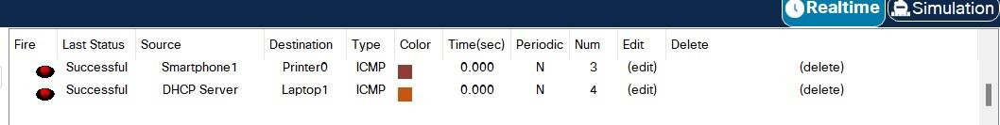 Realtime Simulation
Fire Last Status Source Destination Type Color Time(sec) Periodic Num Edit Delete
Successful Smartphone1 Printer0 ICMP 0.000 N 3 (edit) (delete)
Successful DHCP Server Laptop1 ICMP 0.000 N 4 (edit) (delete)